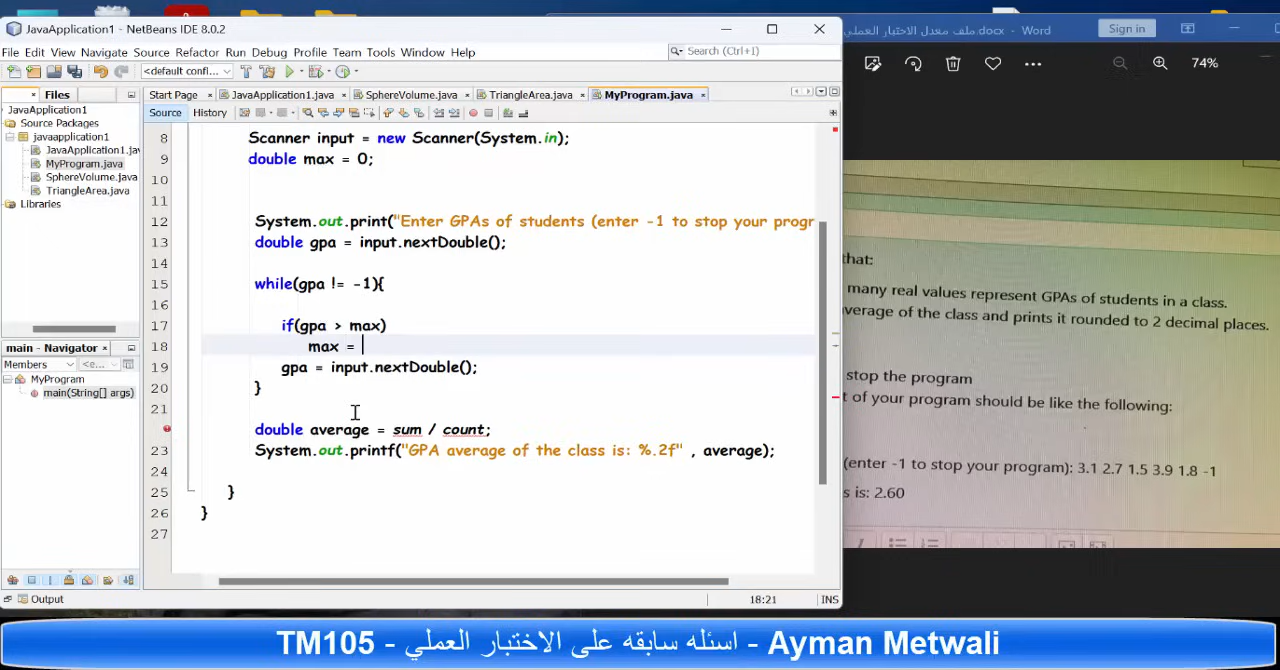 JavaApplication1 - NetBeans IDE 8.0.2
ملف معدل الاختبار العملي.docx - Word
Sign in
File Edit View Navigate Source Refactor Run Debug Profile Team Tools Window Help
Search (Ctrl+I)
<default confl...
74%
Files
Start Page
JavaApplication1.java
SphereVolume.java
TriangleArea.java
MyProgram.java
JavaApplication1
Source Packages
javaapplication1
JavaApplication1.jav
MyProgram.java
SphereVolume.java
TriangleArea.java
Libraries
Source History
8 Scanner input = new Scanner(System.in);
9 double max = 0;
10
11
12 System.out.print("Enter GPAs of students (enter -1 to stop your progr
13 double gpa = input.nextDouble();
14
15 while(gpa != -1){
16
17 if(gpa > max)
18 max =
19 gpa = input.nextDouble();
20 }
21
double average = sum / count;
23 System.out.printf("GPA average of the class is: %.2f" , average);
24
25 }
26 }
27
main - Navigator
Members <e...
MyProgram
main(String[] args)
Output
18:21 INS
that:
many real values represent GPAs of students in a class.
verage of the class and prints it rounded to 2 decimal places.
stop the program
t of your program should be like the following:
(enter -1 to stop your program): 3.1 2.7 1.5 3.9 1.8 -1
s is: 2.60
TM105 - اسئله سابقه على الاختبار العملي - Ayman Metwali